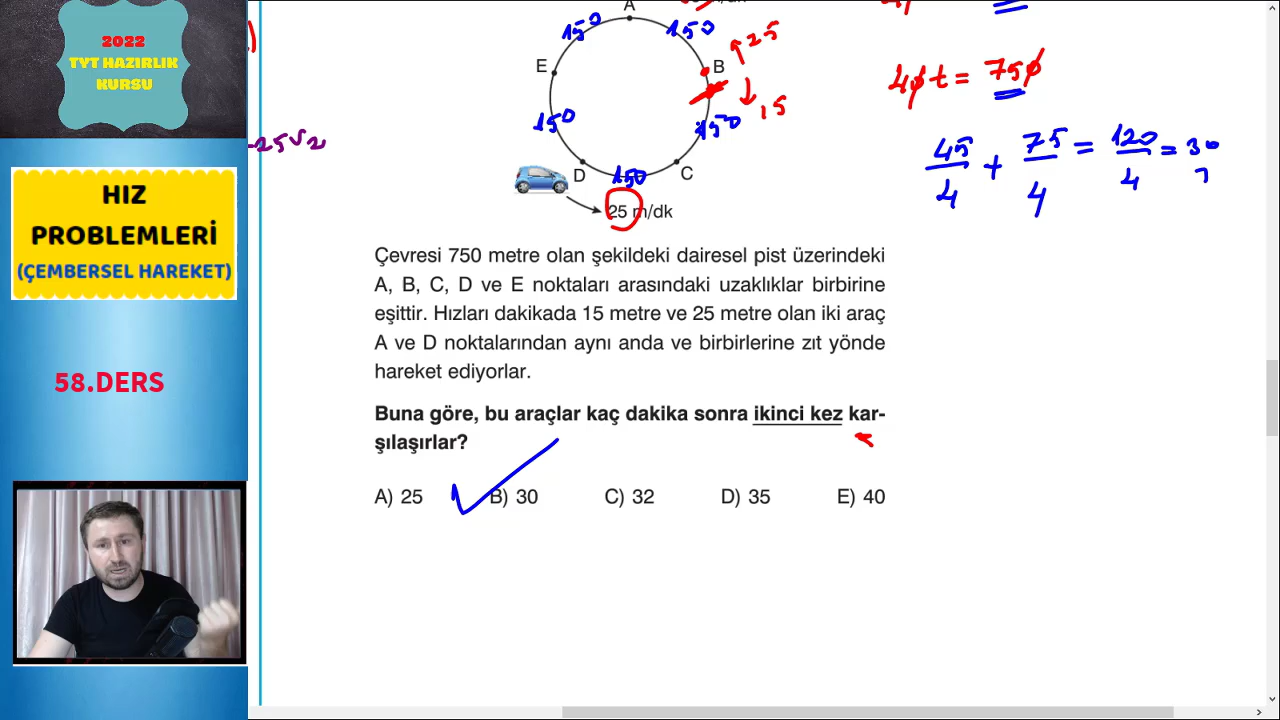 2022
TYT HAZIRLIK
KURSU
HIZ
PROBLEMLERİ
(ÇEMBERSEL HAREKET)
58.DERS
25√2
A
150
150
E
B
25
15
150
150
D
150
C
25 m/dk
40t = 750
45/4 + 75/4 = 120/4 = 30
Çevresi 750 metre olan şekildeki dairesel pist üzerindeki
A, B, C, D ve E noktaları arasındaki uzaklıklar birbirine
eşittir. Hızları dakikada 15 metre ve 25 metre olan iki araç
A ve D noktalarından aynı anda ve birbirlerine zıt yönde
hareket ediyorlar.
Buna göre, bu araçlar kaç dakika sonra ikinci kez kar-
şılaşırlar?
A) 25 B) 30 C) 32 D) 35 E) 40